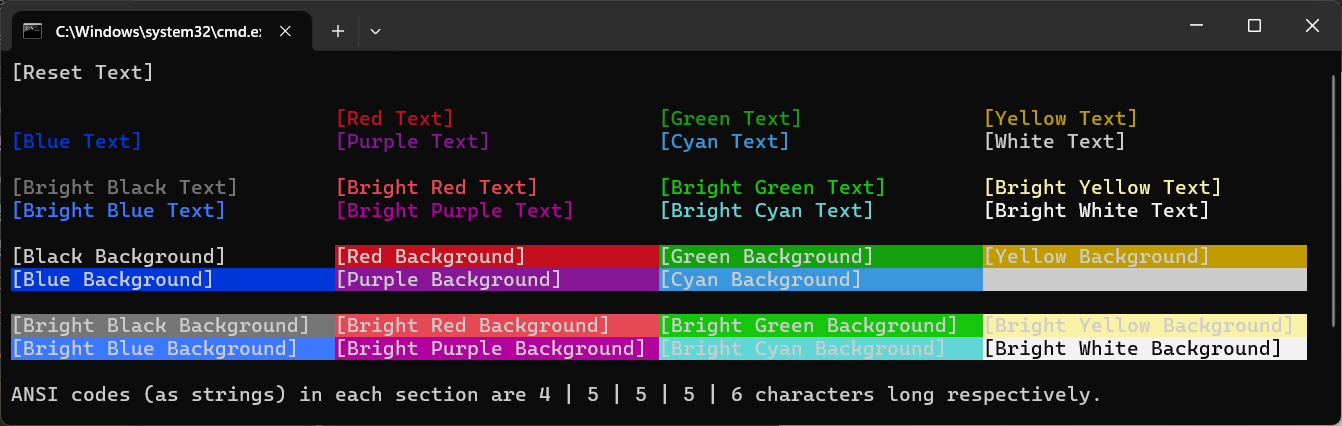 C:\Windows\system32\cmd.ex
[Reset Text]
[Red Text] [Green Text] [Yellow Text]
[Blue Text] [Purple Text] [Cyan Text] [White Text]
[Bright Black Text] [Bright Red Text] [Bright Green Text] [Bright Yellow Text]
[Bright Blue Text] [Bright Purple Text] [Bright Cyan Text] [Bright White Text]
[Black Background] [Red Background] [Green Background] [Yellow Background]
[Blue Background] [Purple Background] [Cyan Background]
[Bright Black Background] [Bright Red Background] [Bright Green Background] [Bright Yellow Background]
[Bright Blue Background] [Bright Purple Background] [Bright Cyan Background] [Bright White Background]
ANSI codes (as strings) in each section are 4 | 5 | 5 | 5 | 6 characters long respectively.